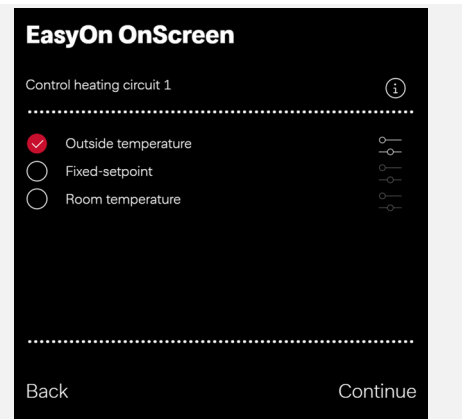 EasyOn OnScreen
Control heating circuit 1
Outside temperature
Fixed-setpoint
Room temperature
Back Continue